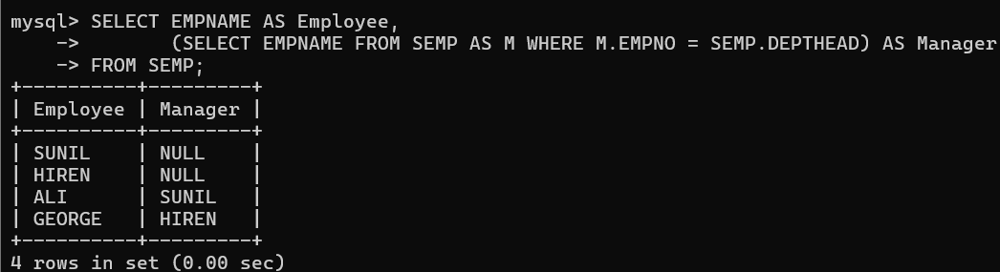 mysql> SELECT EMPNAME AS Employee,
    ->        (SELECT EMPNAME FROM SEMP AS M WHERE M.EMPNO = SEMP.DEPTHEAD) AS Manager
    -> FROM SEMP;
+----------+---------+
| Employee | Manager |
+----------+---------+
| SUNIL    | NULL    |
| HIREN    | NULL    |
| ALI      | SUNIL   |
| GEORGE   | HIREN   |
+----------+---------+
4 rows in set (0.00 sec)